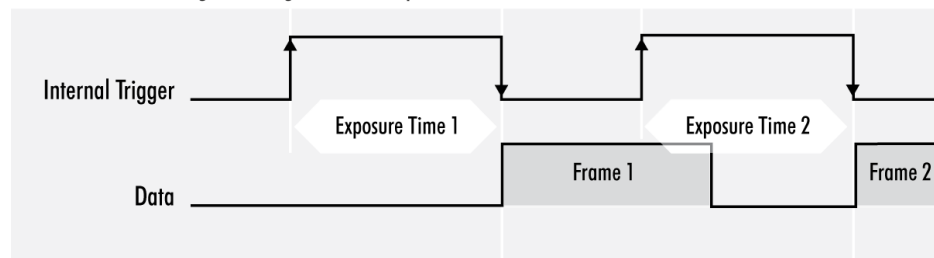 Internal Trigger
Exposure Time 1
Exposure Time 2
Data
Frame 1
Frame 2